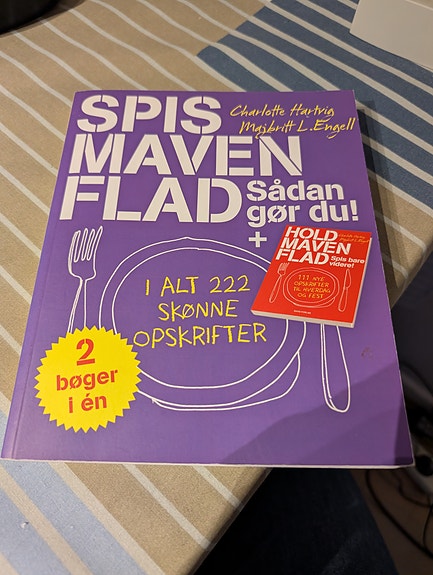 SPIS
MAVEN
FLAD
Charlotte Hartvig
Majbritt L. Engell
Sådan
gør du!
+
HOLD
MAVEN
FLAD
Spis bare
videre!
111 NYE
OPSKRIFTER
TIL HVERDAG
OG FEST
I ALT 222
SKØNNE
OPSKRIFTER
2
bøger
i én